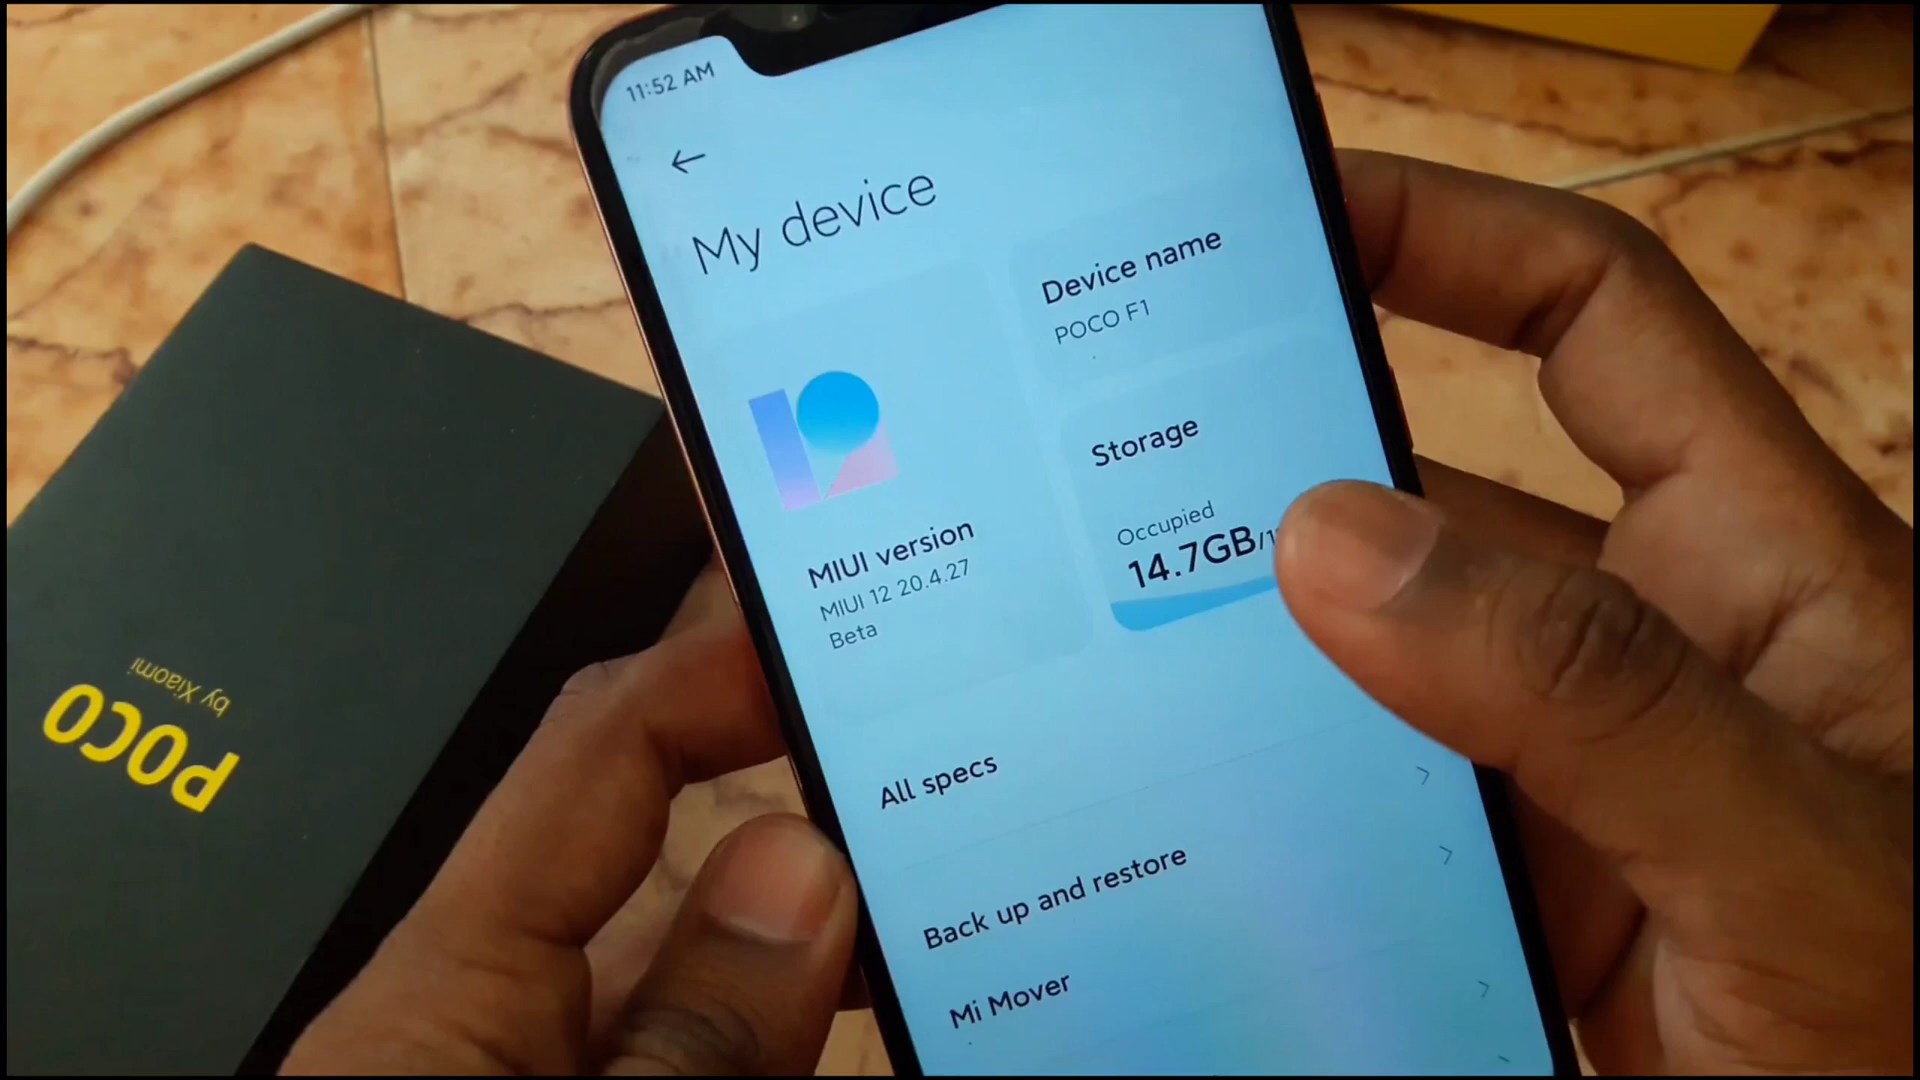 11:52 AM
My device
Device name
POCO F1
Storage
Occupied
14.7GB/1
MIUI version
MIUI 12 20.4.27
Beta
All specs
Back up and restore
Mi Mover
POCO
by Xiaomi